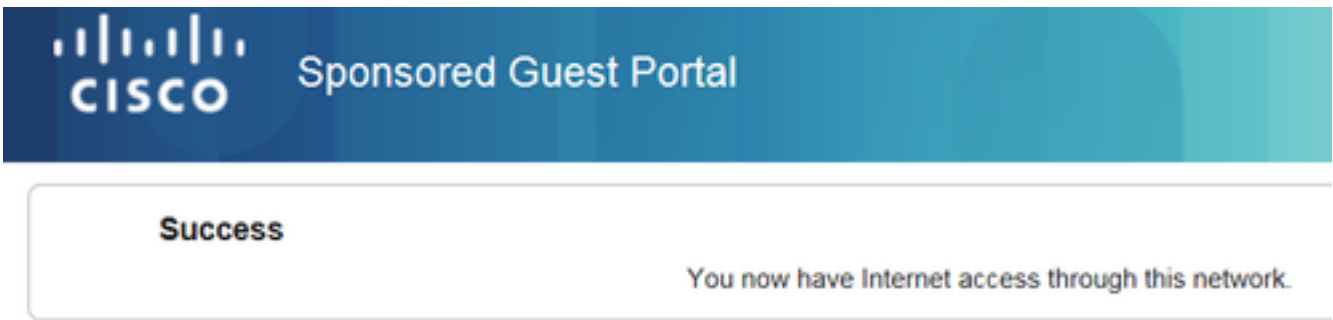 CISCO
Sponsored Guest Portal
Success
You now have Internet access through this network.